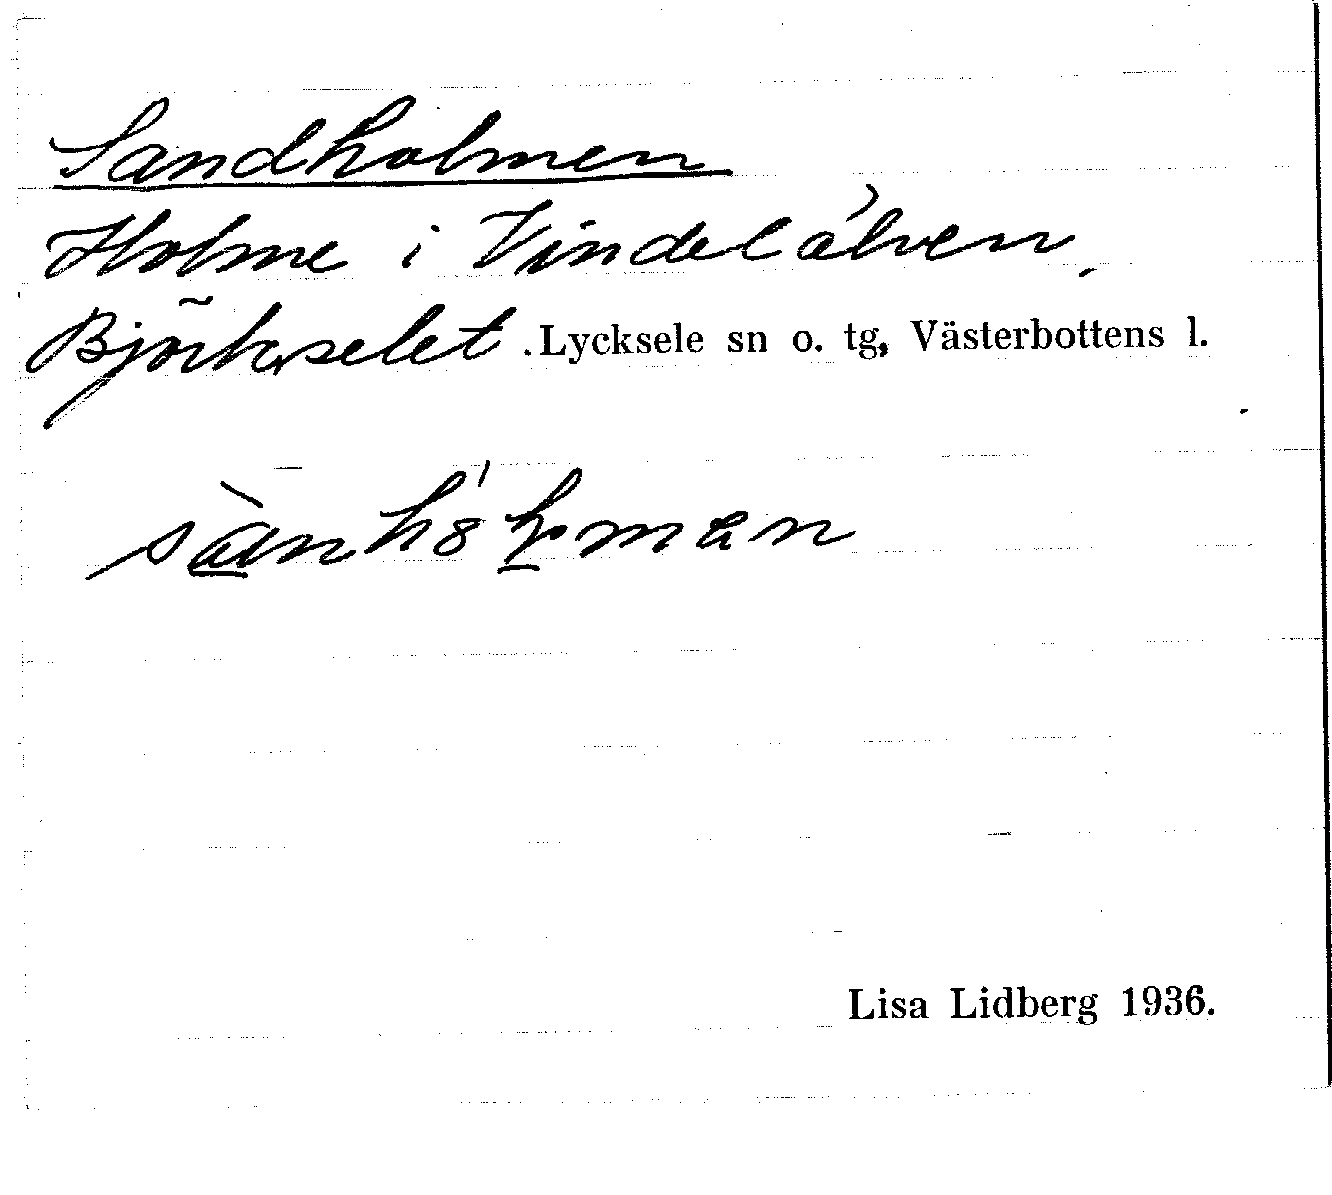 Sandholmen
Holme i Vindelälven,
Björkselet. Lycksele sn o. tg, Västerbottens l.
Lisa Lidberg 1936.